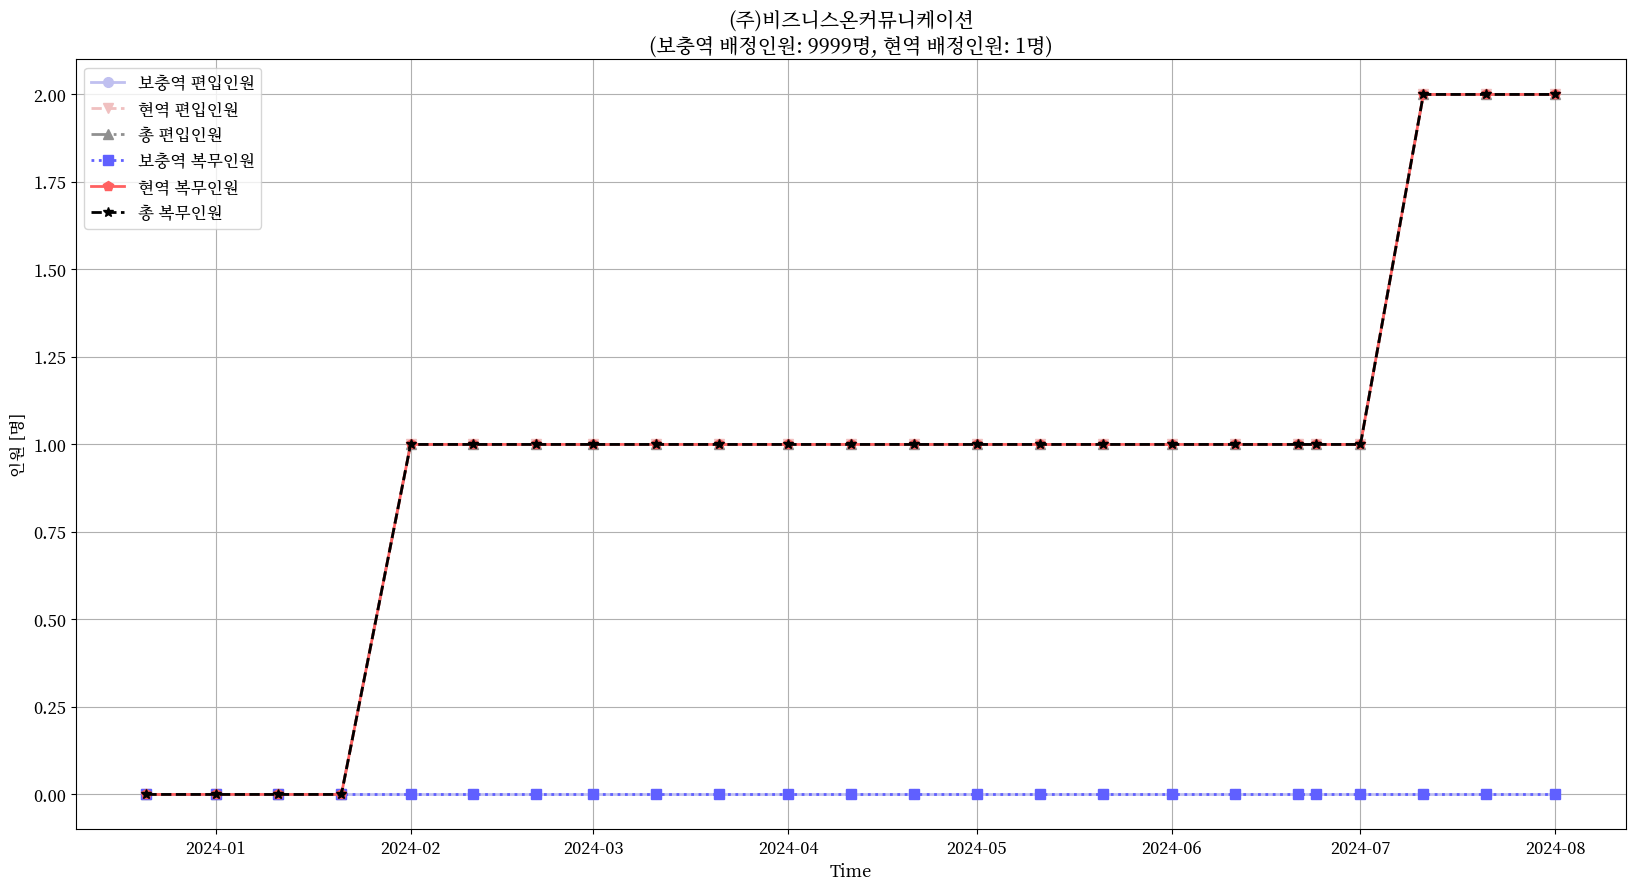 (주)비즈니스온커뮤니케이션
(보충역 배정인원: 9999명, 현역 배정인원: 1명)
보충역 편입인원
현역 편입인원
총 편입인원
보충역 복무인원
현역 복무인원
총 복무인원
2.00
1.75
1.50
1.25
1.00
0.75
0.50
0.25
0.00
인원 [명]
2024-01 2024-02 2024-03 2024-04 2024-05 2024-06 2024-07 2024-08
Time